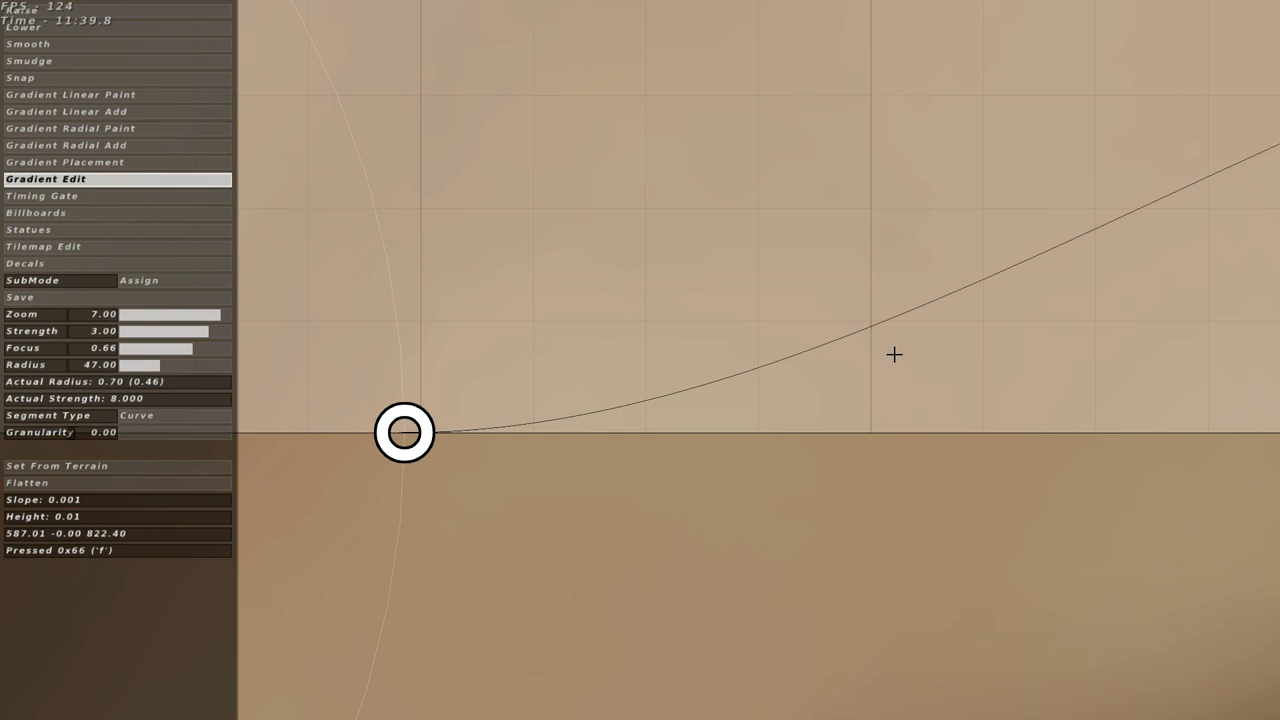 FPS - 124
Raise
Time - 11:39.8
Lower
Smooth
Smudge
Snap
Gradient Linear Paint
Gradient Linear Add
Gradient Radial Paint
Gradient Radial Add
Gradient Placement
Gradient Edit
Timing Gate
Billboards
Statues
Tilemap Edit
Decals
SubMode Assign
Save
Zoom 7.00
Strength 3.00
Focus 0.66
Radius 47.00
Actual Radius: 0.70 (0.46)
Actual Strength: 8.000
Segment Type Curve
Granularity 0.00
Set From Terrain
Flatten
Slope: 0.001
Height: 0.01
587.01 -0.00 822.40
Pressed 0x66 ('f')